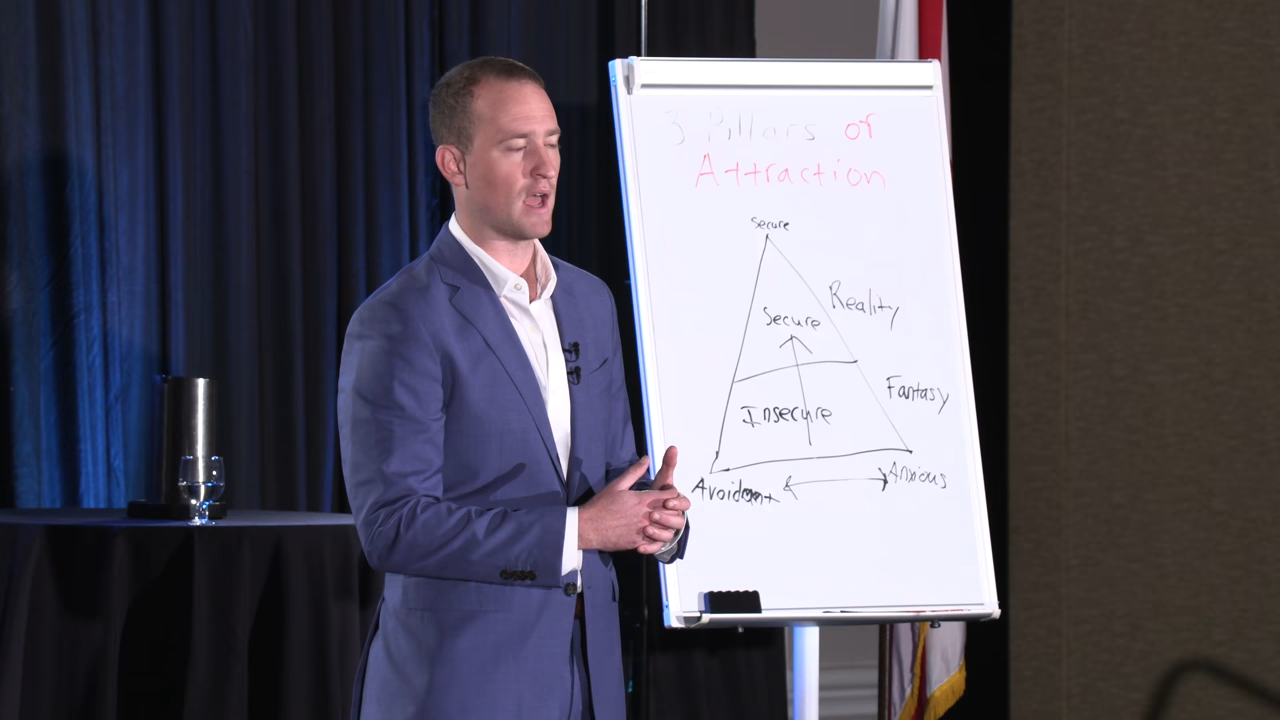 3 Pillars of
Attraction
Secure
Reality
Secure
Fantasy
Insecure
Anxious
Avoidant